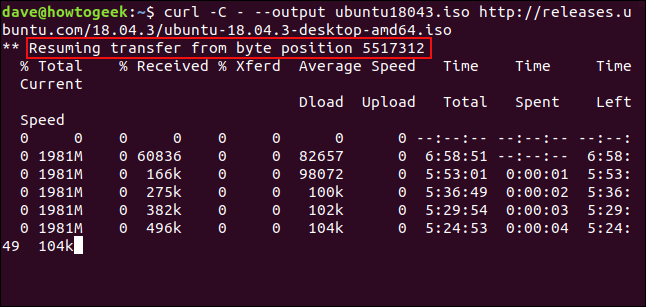 dave@howtogeek:~$ curl -C - --output ubuntu18043.iso http://releases.u
buntu.com/18.04.3/ubuntu-18.04.3-desktop-amd64.iso
** Resuming transfer from byte position 5517312
  % Total    % Received % Xferd  Average Speed   Time    Time     Time
  Current
                                 Dload  Upload   Total   Spent    Left
  Speed
  0     0    0     0    0     0      0      0 --:--:-- --:--:-- --:--:
  0 1981M    0 60836    0     0  82657      0  6:58:51 --:--:--  6:58:
  0 1981M    0  166k    0     0  98072      0  5:53:01  0:00:01  5:53:
  0 1981M    0  275k    0     0   100k      0  5:36:49  0:00:02  5:36:
  0 1981M    0  382k    0     0   102k      0  5:29:54  0:00:03  5:29:
  0 1981M    0  496k    0     0   104k      0  5:24:53  0:00:04  5:24:
49  104k